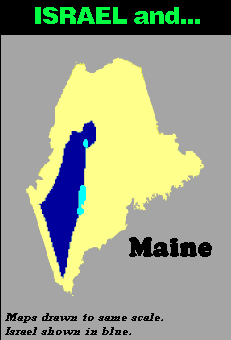 ISRAEL and...
Maine
Maps drawn to same scale.
Israel shown in blue.